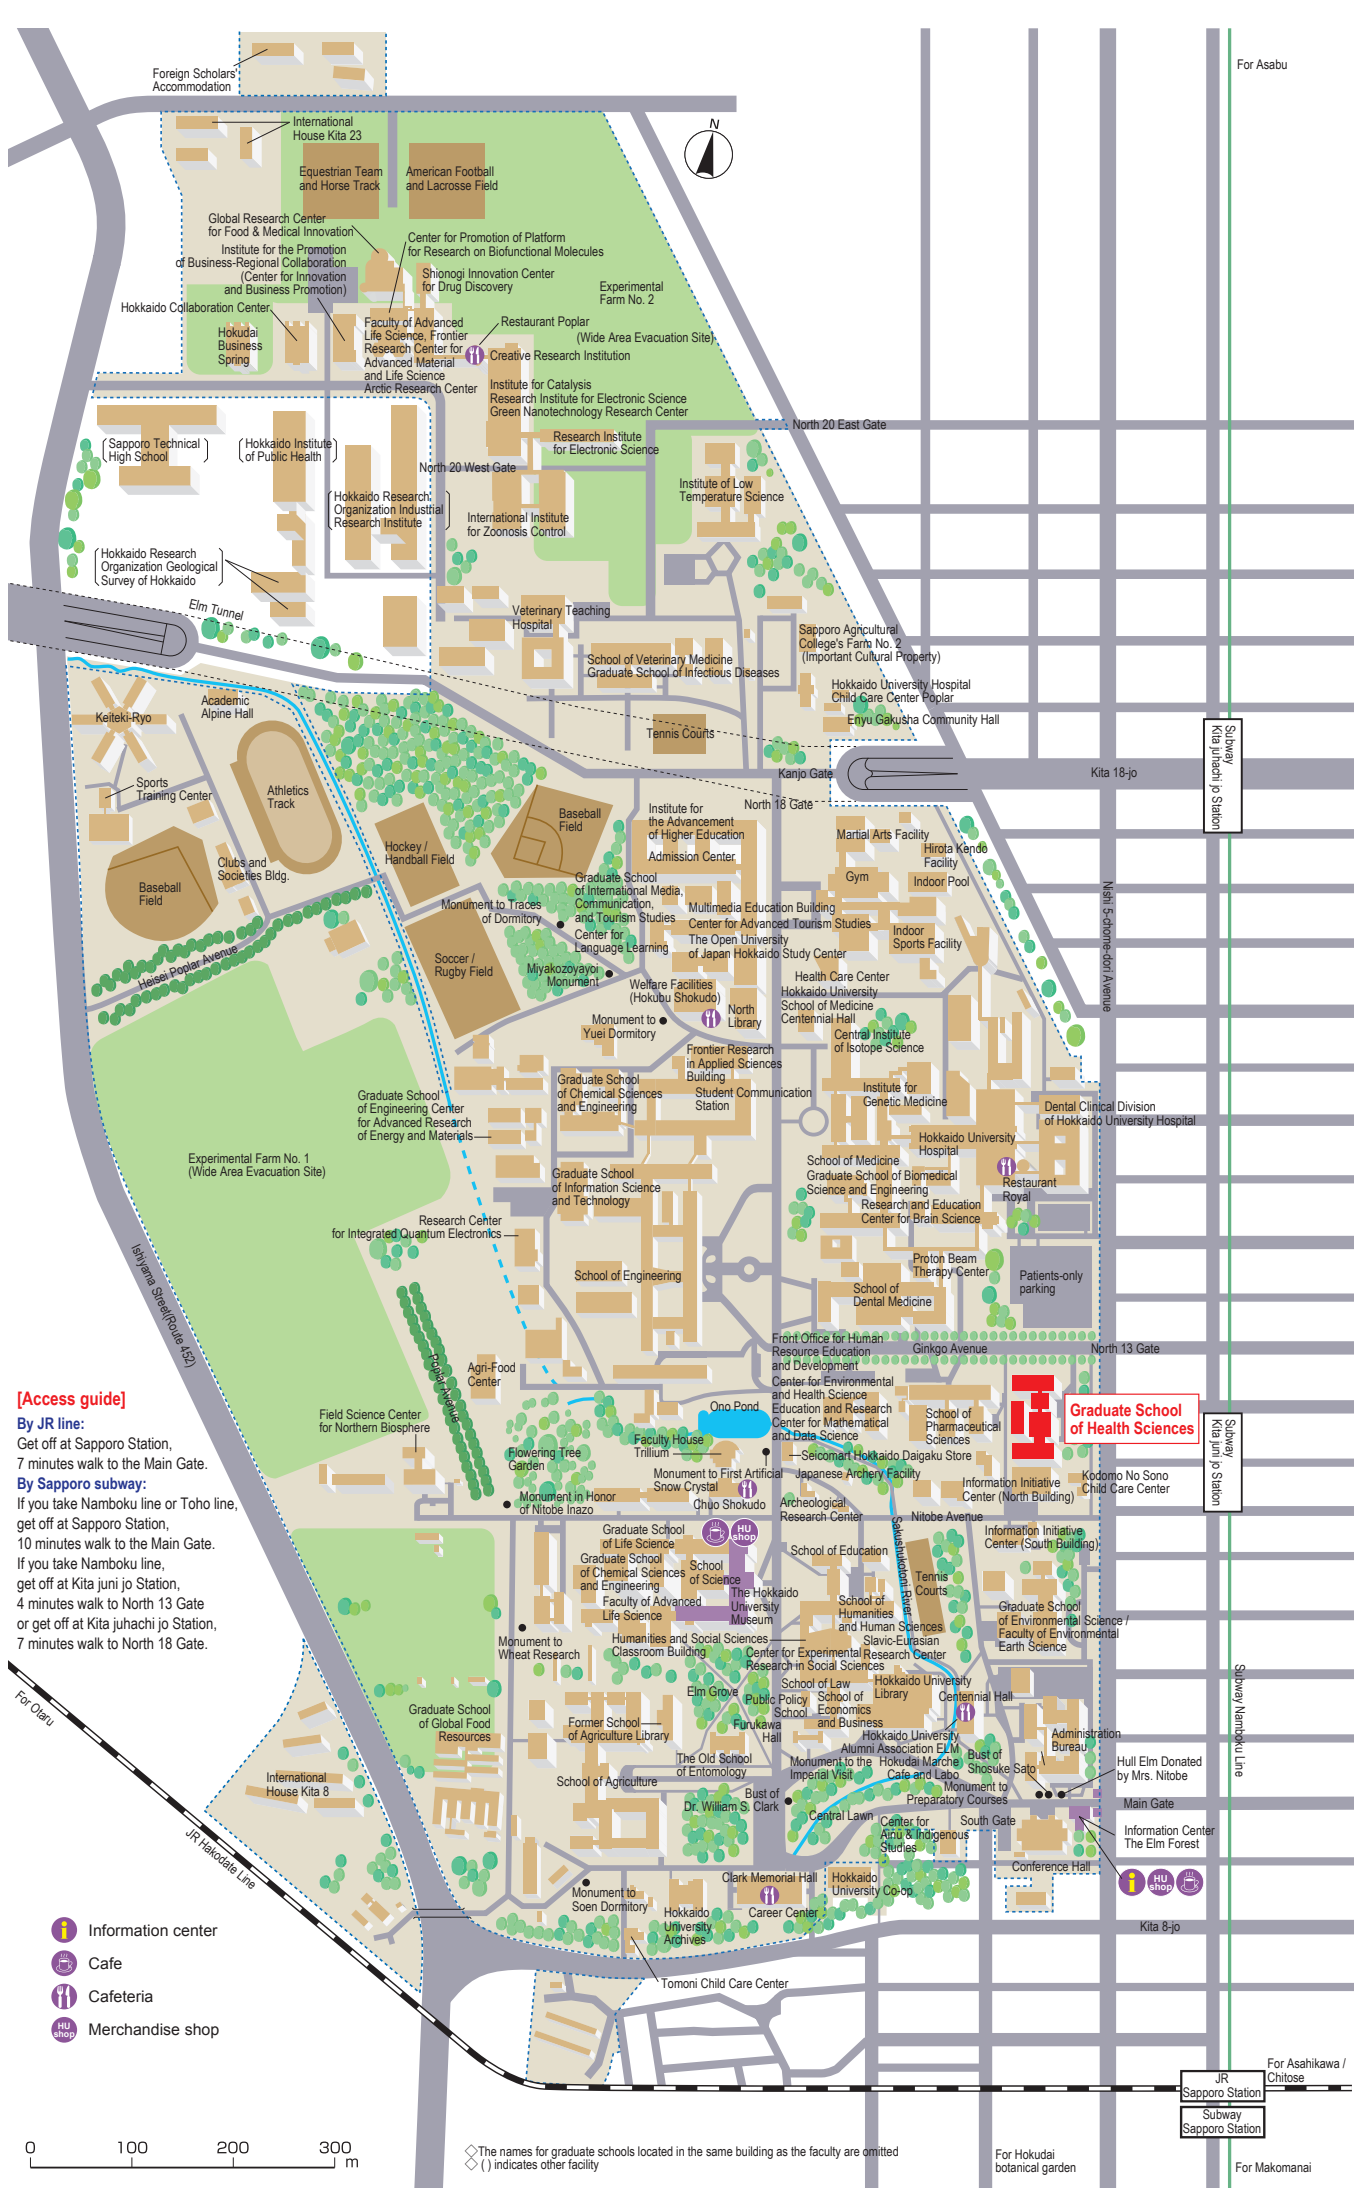 For Asabu
Foreign Scholars'
Accommodation
N
International
House Kita 23
Equestrian Team
and Horse Track
American Football
and Lacrosse Field
Global Research Center
for Food & Medical Innovation
Center for Promotion of Platform
for Research on Biofunctional Molecules
Institute for the Promotion
of Business-Regional Collaboration
(Center for Innovation
and Business Promotion)
Shionogi Innovation Center
for Drug Discovery
Experimental
Farm No. 2
(Wide Area Evacuation Site)
Hokkaido Collaboration Center
Hokudai
Business
Spring
Faculty of Advanced
Life Science, Frontier
Research Center for
Advanced Material
and Life Science
Arctic Research Center
Restaurant Poplar
Creative Research Institution
Institute for Catalysis
Research Institute for Electronic Science
Green Nanotechnology Research Center
North 20 East Gate
Sapporo Technical
High School
Hokkaido Institute
of Public Health
Research Institute
for Electronic Science
North 20 West Gate
Institute of Low
Temperature Science
Hokkaido Research
Organization Industrial
Research Institute
International Institute
for Zoonosis Control
Hokkaido Research
Organization Geological
Survey of Hokkaido
Elm Tunnel
Veterinary Teaching
Hospital
Sapporo Agricultural
College's Farm No. 2
(Important Cultural Property)
School of Veterinary Medicine
Graduate School of Infectious Diseases
Hokkaido University Hospital
Child Care Center Poplar
Enyu Gakusha Community Hall
Keiteki-Ryo
Academic
Alpine Hall
Tennis Courts
Subway
Kita juhachi jo Station
Kanjo Gate
Kita 18-jo
Sports
Training Center
Athletics
Track
North 18 Gate
Baseball
Field
Institute for
the Advancement
of Higher Education
Admission Center
Martial Arts Facility
Hirota Kendo
Facility
Hockey /
Handball Field
Clubs and
Societies Bldg.
Gym
Indoor Pool
Baseball
Field
Graduate School
of International Media,
Communication,
and Tourism Studies
Nishi 5-chome-dori Avenue
Monument to Traces
of Dormitory
Multimedia Education Building
Center for Advanced Tourism Studies
The Open University
of Japan Hokkaido Study Center
Indoor
Sports Facility
Center for
Language Learning
Heisei Poplar Avenue
Soccer /
Rugby Field
Miyakozoyayoi
Monument
Welfare Facilities
(Hokubu Shokudo)
Health Care Center
Hokkaido University
School of Medicine
Centennial Hall
North
Library
Monument to
Yuei Dormitory
Central Institute
of Isotope Science
Frontier Research
in Applied Sciences
Building
Student Communication
Station
Graduate School
of Chemical Sciences
and Engineering
Institute for
Genetic Medicine
Graduate School
of Engineering Center
for Advanced Research
of Energy and Materials
Dental Clinical Division
of Hokkaido University Hospital
Hokkaido University
Hospital
Experimental Farm No. 1
(Wide Area Evacuation Site)
School of Medicine
Graduate School of Biomedical
Science and Engineering
Restaurant
Royal
Graduate School
of Information Science
and Technology
Research and Education
Center for Brain Science
Research Center
for Integrated Quantum Electronics
Ishiyama Street(Route 452)
School of Engineering
Proton Beam
Therapy Center
Patients-only
parking
School of
Dental Medicine
Front Office for Human
Resource Education
and Development
Ginkgo Avenue
North 13 Gate
Poplar Avenue
Agri-Food
Center
Center for Environmental
and Health Science
Education and Research
Center for Mathematical
and Data Science
[Access guide]
By JR line:
Get off at Sapporo Station,
7 minutes walk to the Main Gate.
By Sapporo subway:
If you take Namboku line or Toho line,
get off at Sapporo Station,
10 minutes walk to the Main Gate.
If you take Namboku line,
get off at Kita juni jo Station,
4 minutes walk to North 13 Gate
or get off at Kita juhachi jo Station,
7 minutes walk to North 18 Gate.
Graduate School
of Health Sciences
Ono Pond
School of
Pharmaceutical
Sciences
Subway
Kita juni jo Station
Field Science Center
for Northern Biosphere
Flowering Tree
Garden
Faculty House
Trillium
Seicomart Hokkaido Daigaku Store
Monument to First Artificial
Snow Crystal
Japanese Archery Facility
Information Initiative
Center (North Building)
Kodomo No Sono
Child Care Center
Monument in Honor
of Nitobe Inazo
Chuo Shokudo
Archeological
Research Center
Nitobe Avenue
HU
shop
Graduate School
of Life Science
Sakushukotoni River
Information Initiative
Center (South Building)
School of Education
Graduate School
of Chemical Sciences
and Engineering
School
of Science
Tennis
Courts
The Hokkaido
University
Museum
Faculty of Advanced
Life Science
School of
Humanities
and Human Sciences
Graduate School
of Environmental Science /
Faculty of Environmental
Earth Science
Monument to
Wheat Research
Humanities and Social Sciences
Classroom Building
Slavic-Eurasian
Research Center
Center for Experimental
Research in Social Sciences
For Otaru
Elm Grove
School of Law
Hokkaido University
Library
Subway Namboku Line
Public Policy
School
School of
Economics
and Business
Centennial Hall
Graduate School
of Global Food
Resources
Former School
of Agriculture Library
Furukawa
Hall
Hokkaido University
Alumni Association ELM
Administration
Bureau
The Old School
of Entomology
Monument to the
Imperial Visit
Hokudai Marche
Cafe and Labo
Bust of
Shosuke Sato
Hull Elm Donated
by Mrs. Nitobe
International
House Kita 8
School of Agriculture
Bust of
Dr. William S. Clark
Monument to
Preparatory Courses
Main Gate
Central Lawn
South Gate
Center for
Ainu & Indigenous
Studies
Information Center
The Elm Forest
JR Hakodate Line
Conference Hall
HU
shop
Clark Memorial Hall
Hokkaido
University Co-op
Monument to
Soen Dormitory
Hokkaido
University
Archives
Career Center
Kita 8-jo
Information center
Cafe
Cafeteria
HU
shop
Merchandise shop
Tomoni Child Care Center
For Asahikawa /
Chitose
JR
Sapporo Station
Subway
Sapporo Station
0 100 200 300
m
◇The names for graduate schools located in the same building as the faculty are omitted
◇ ( ) indicates other facility
For Hokudai
botanical garden
For Makomanai